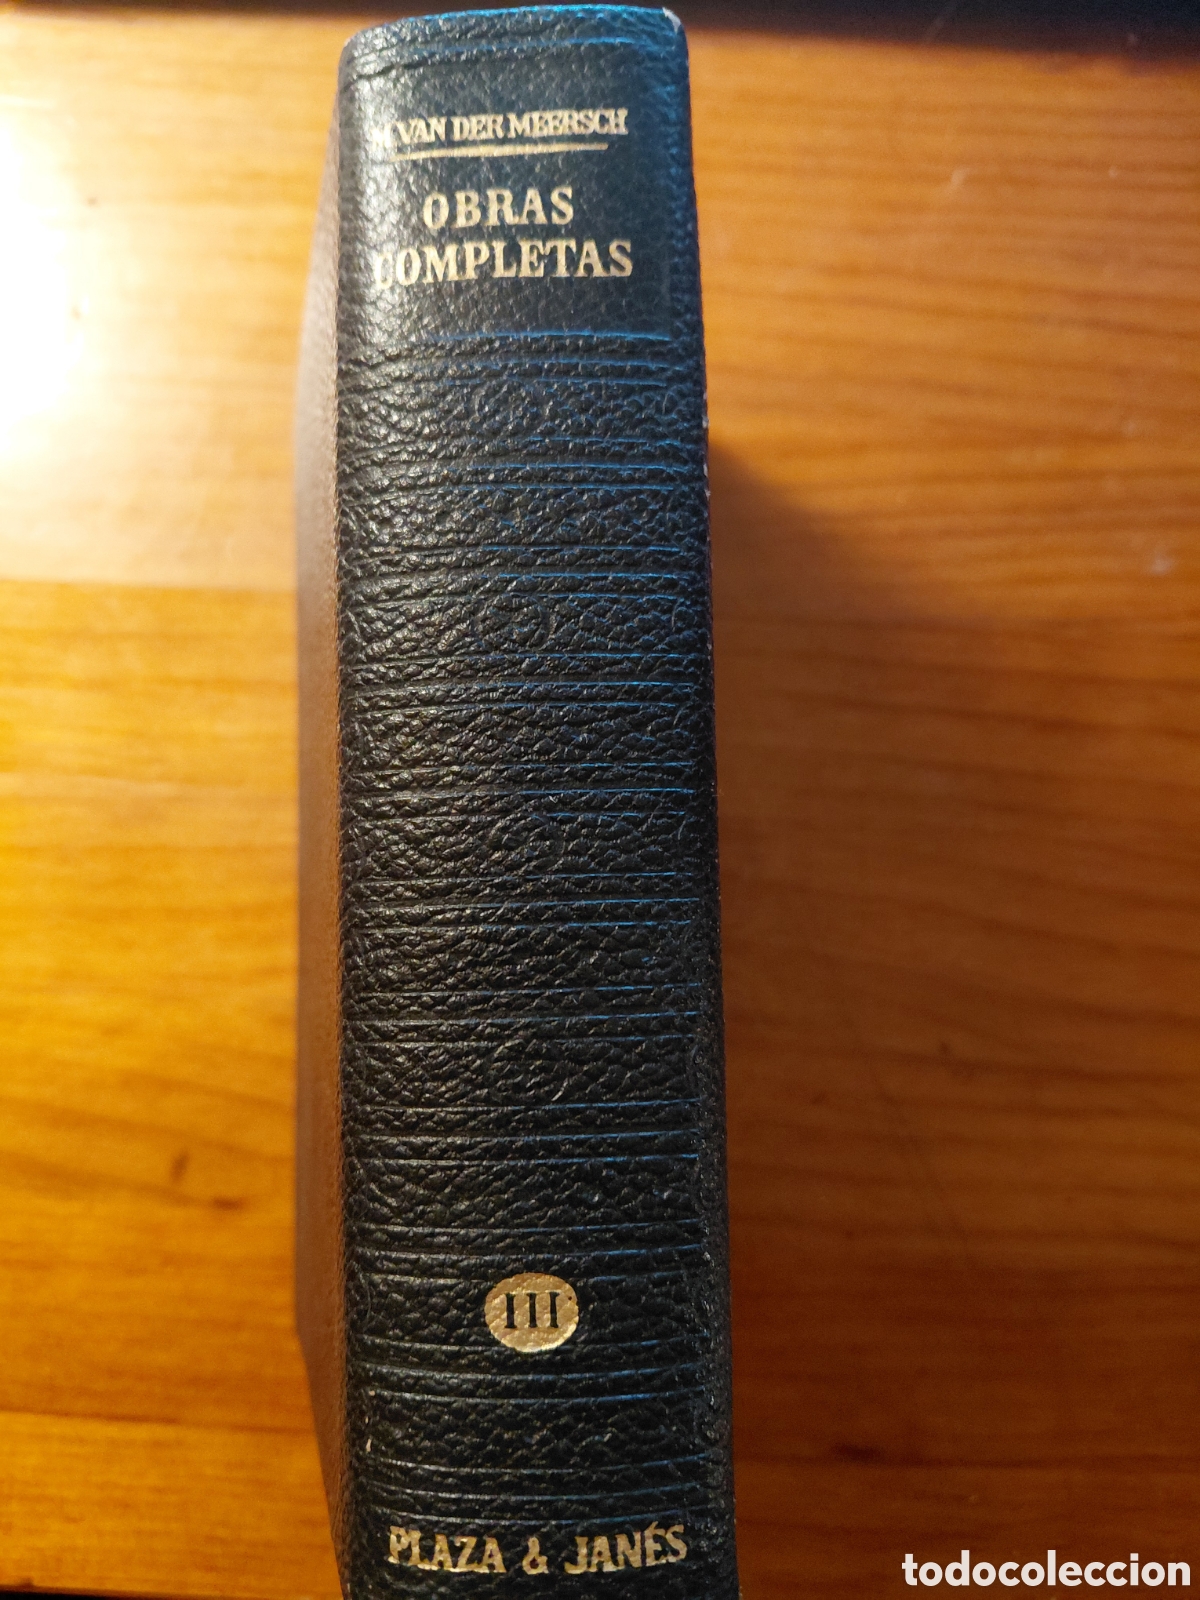 M. VAN DER MEERSCH
OBRAS
COMPLETAS
III
PLAZA & JANÉS
todocoleccion